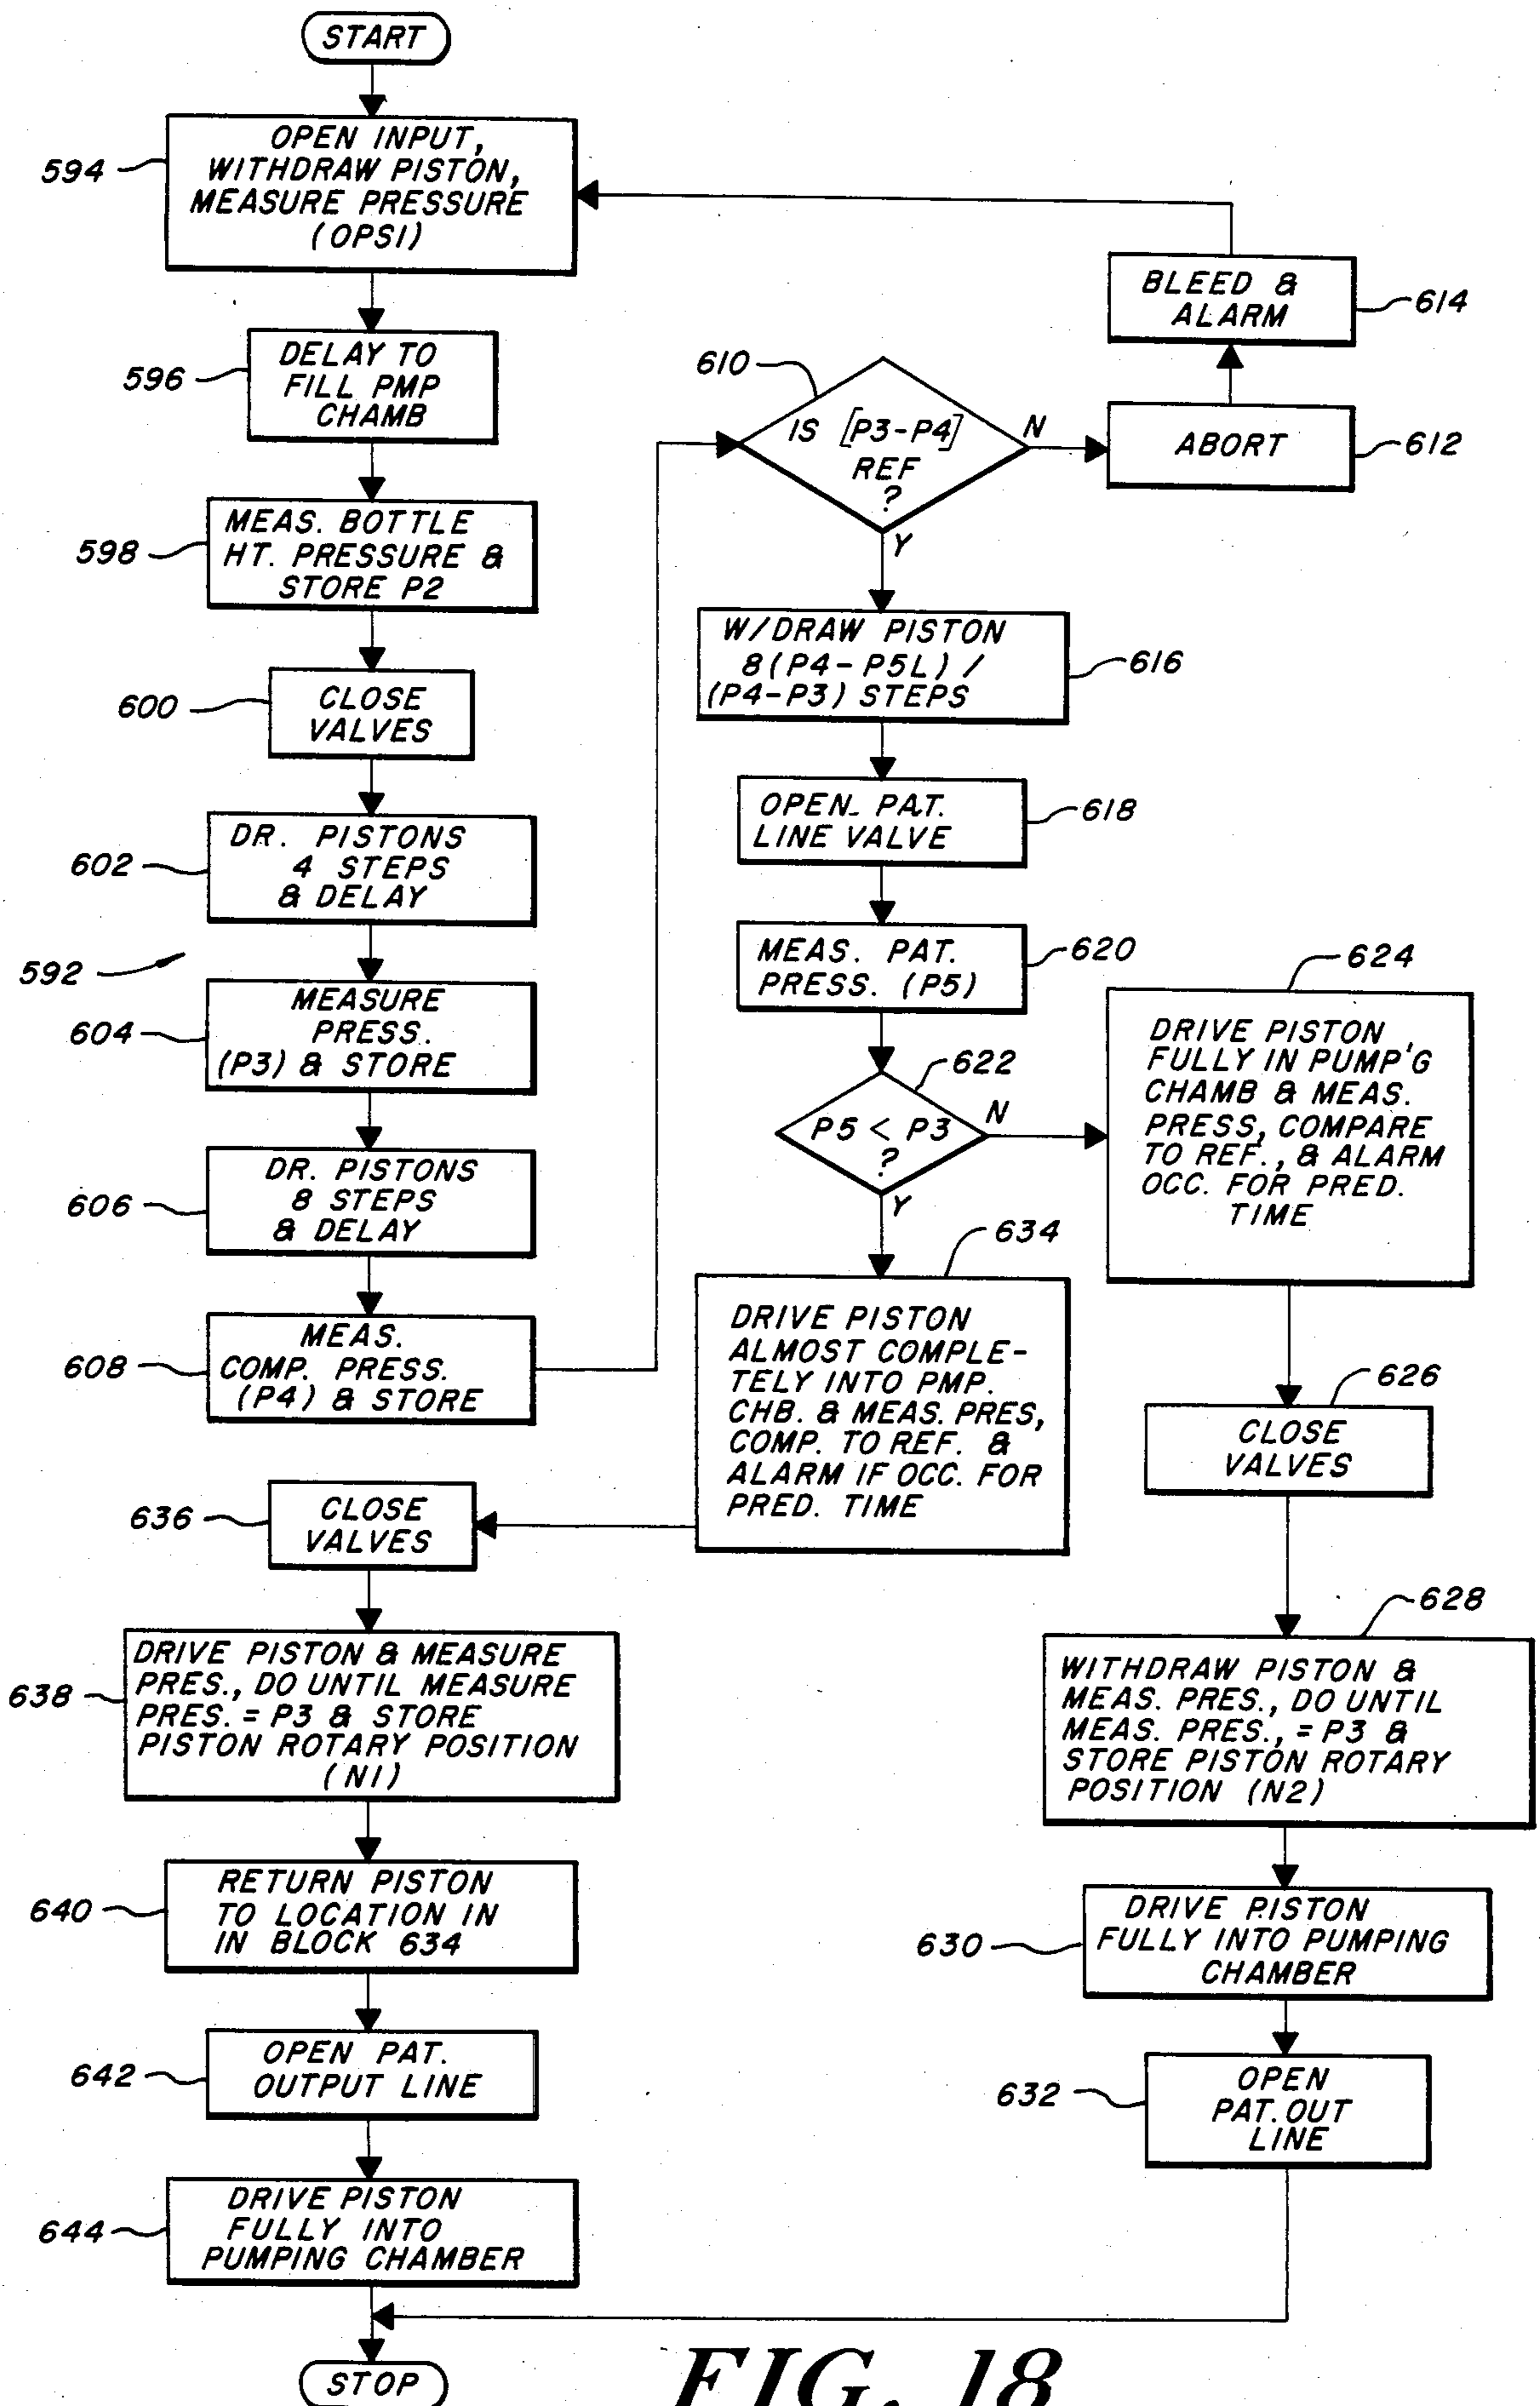 START
594
OPEN INPUT,
WITHDRAW PISTON,
MEASURE PRESSURE
(OPSI)
596
DELAY TO
FILL PMP
CHAMB
598
MEAS. BOTTLE
HT. PRESSURE &
STORE P2
600
CLOSE
VALVES
602
DR. PISTONS
4 STEPS
& DELAY
592
604
MEASURE
PRESS.
(P3) & STORE
606
DR. PISTONS
8 STEPS
& DELAY
608
MEAS.
COMP. PRESS.
(P4) & STORE
610
IS [P3-P4]
REF
?
N
Y
ABORT
612
BLEED &
ALARM
614
W/DRAW PISTON
8(P4-P5L)/
(P4-P3) STEPS
616
OPEN PAT.
LINE VALVE
618
MEAS. PAT.
PRESS. (P5)
620
622
P5 < P3
?
N
Y
624
DRIVE PISTON
FULLY IN PUMP'G
CHAMB & MEAS.
PRESS, COMPARE
TO REF., & ALARM
OCC. FOR PRED.
TIME
626
CLOSE
VALVES
628
WITHDRAW PISTON &
MEAS. PRES., DO UNTIL
MEAS. PRES., = P3 &
STORE PISTON ROTARY
POSITION (N2)
630
DRIVE PISTON
FULLY INTO PUMPING
CHAMBER
632
OPEN
PAT. OUT
LINE
634
DRIVE PISTON
ALMOST COMPLE-
TELY INTO PMP.
CHB. & MEAS. PRES,
COMP. TO REF. &
ALARM IF OCC. FOR
PRED. TIME
636
CLOSE
VALVES
638
DRIVE PISTON & MEASURE
PRES., DO UNTIL MEASURE
PRES. = P3 & STORE
PISTON ROTARY POSITION
(N1)
640
RETURN PISTON
TO LOCATION IN
IN BLOCK 634
642
OPEN PAT.
OUTPUT LINE
644
DRIVE PISTON
FULLY INTO
PUMPING CHAMBER
STOP
FIG. 18